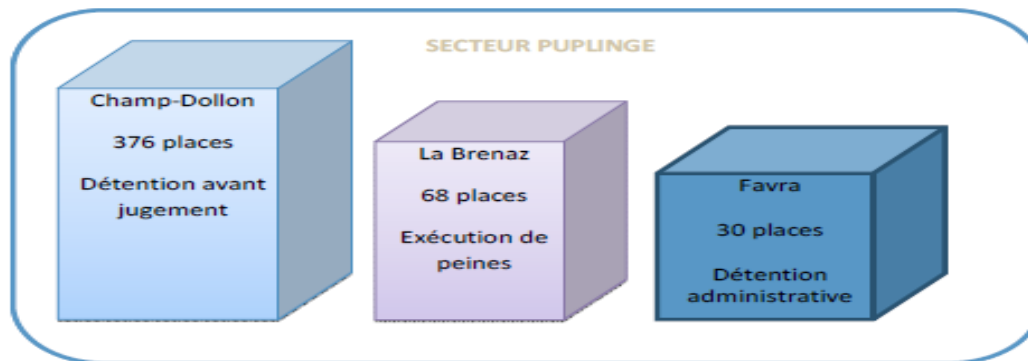 SECTEUR PUPLINGE
Champ-Dollon
376 places
Détention avant
jugement
La Brenaz
68 places
Exécution de
peines
Favra
30 places
Détention
administrative